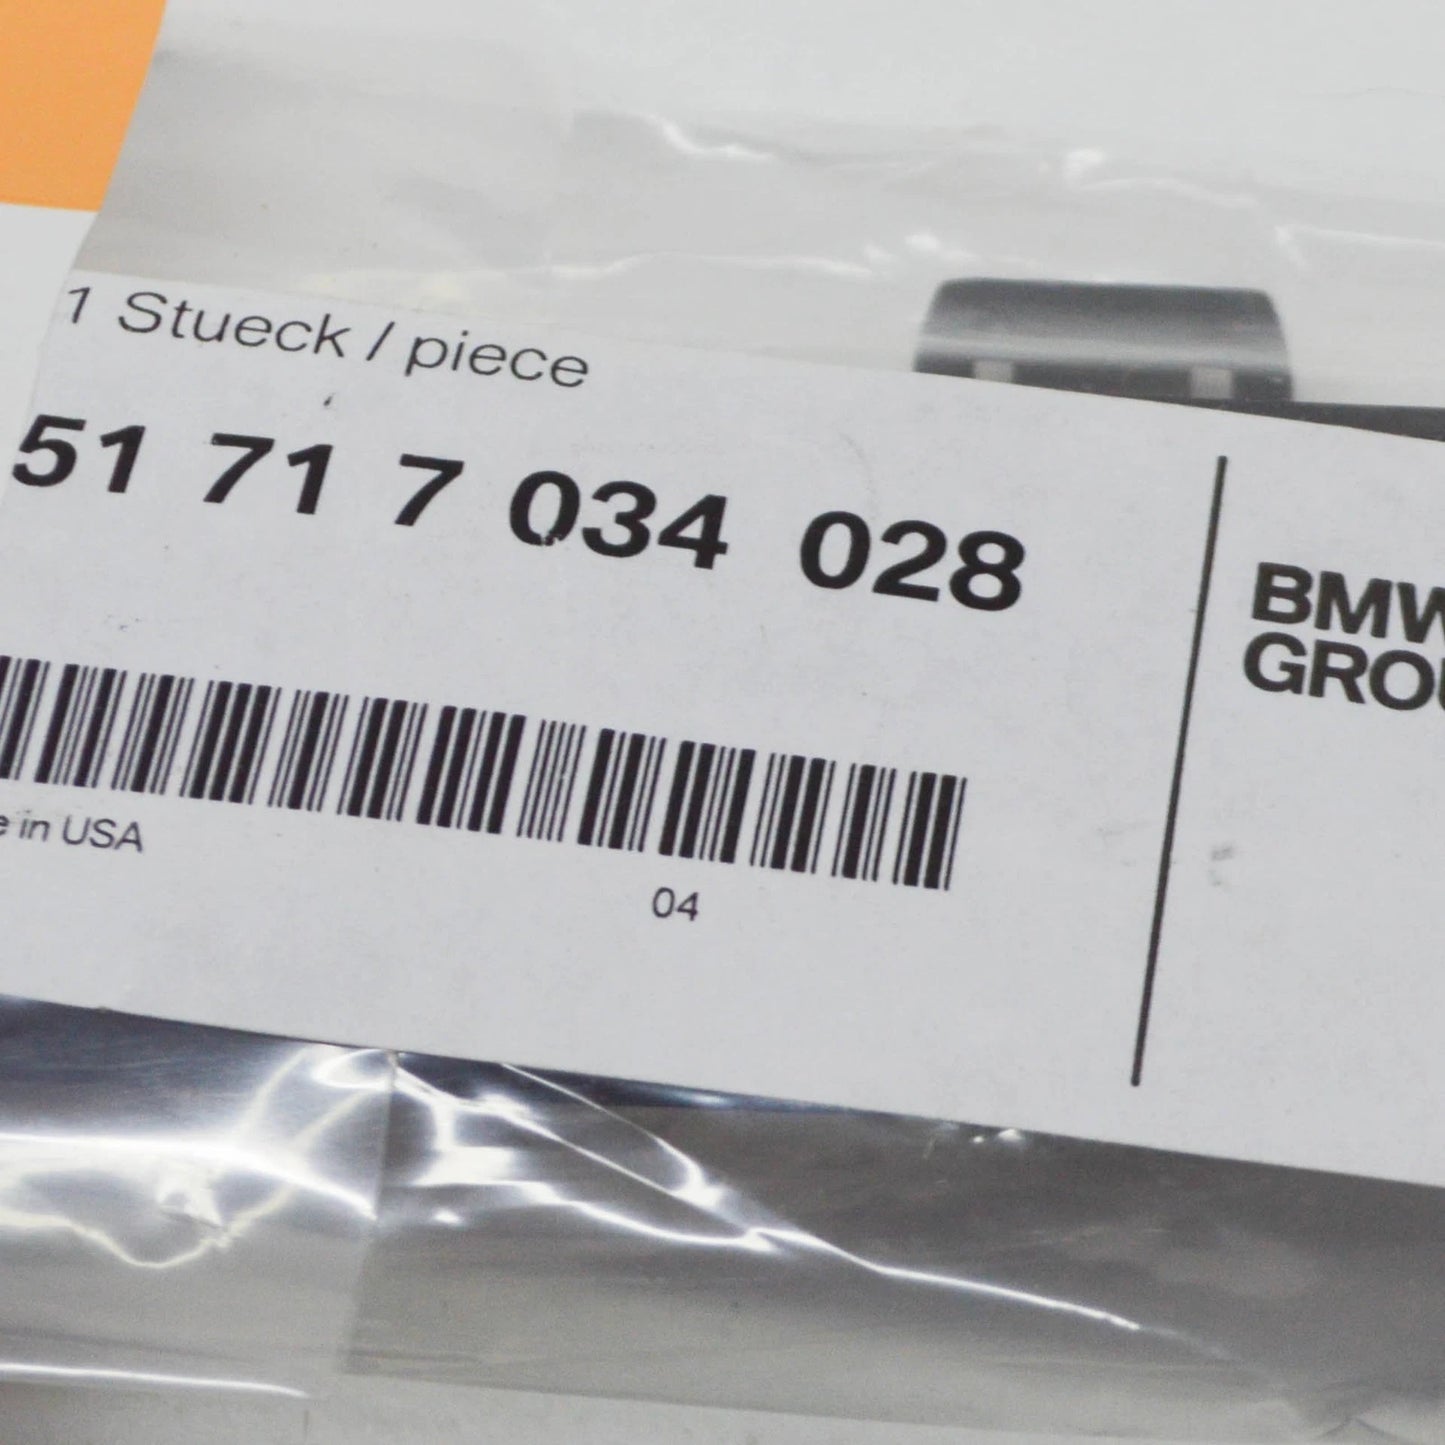 1 Stueck / piece
51 71 7 034 028
BMW
GROU
e in USA
04